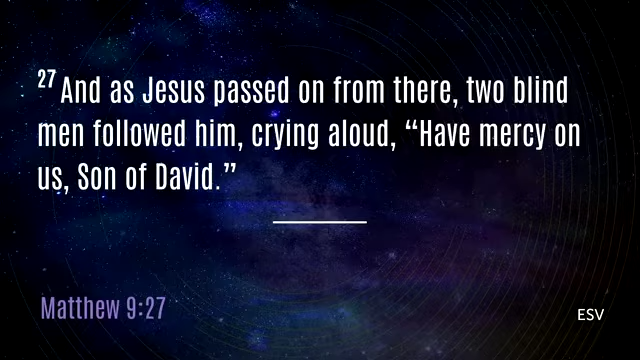 27 And as Jesus passed on from there, two blind
men followed him, crying aloud, “Have mercy on
us, Son of David.”
Matthew 9:27
ESV